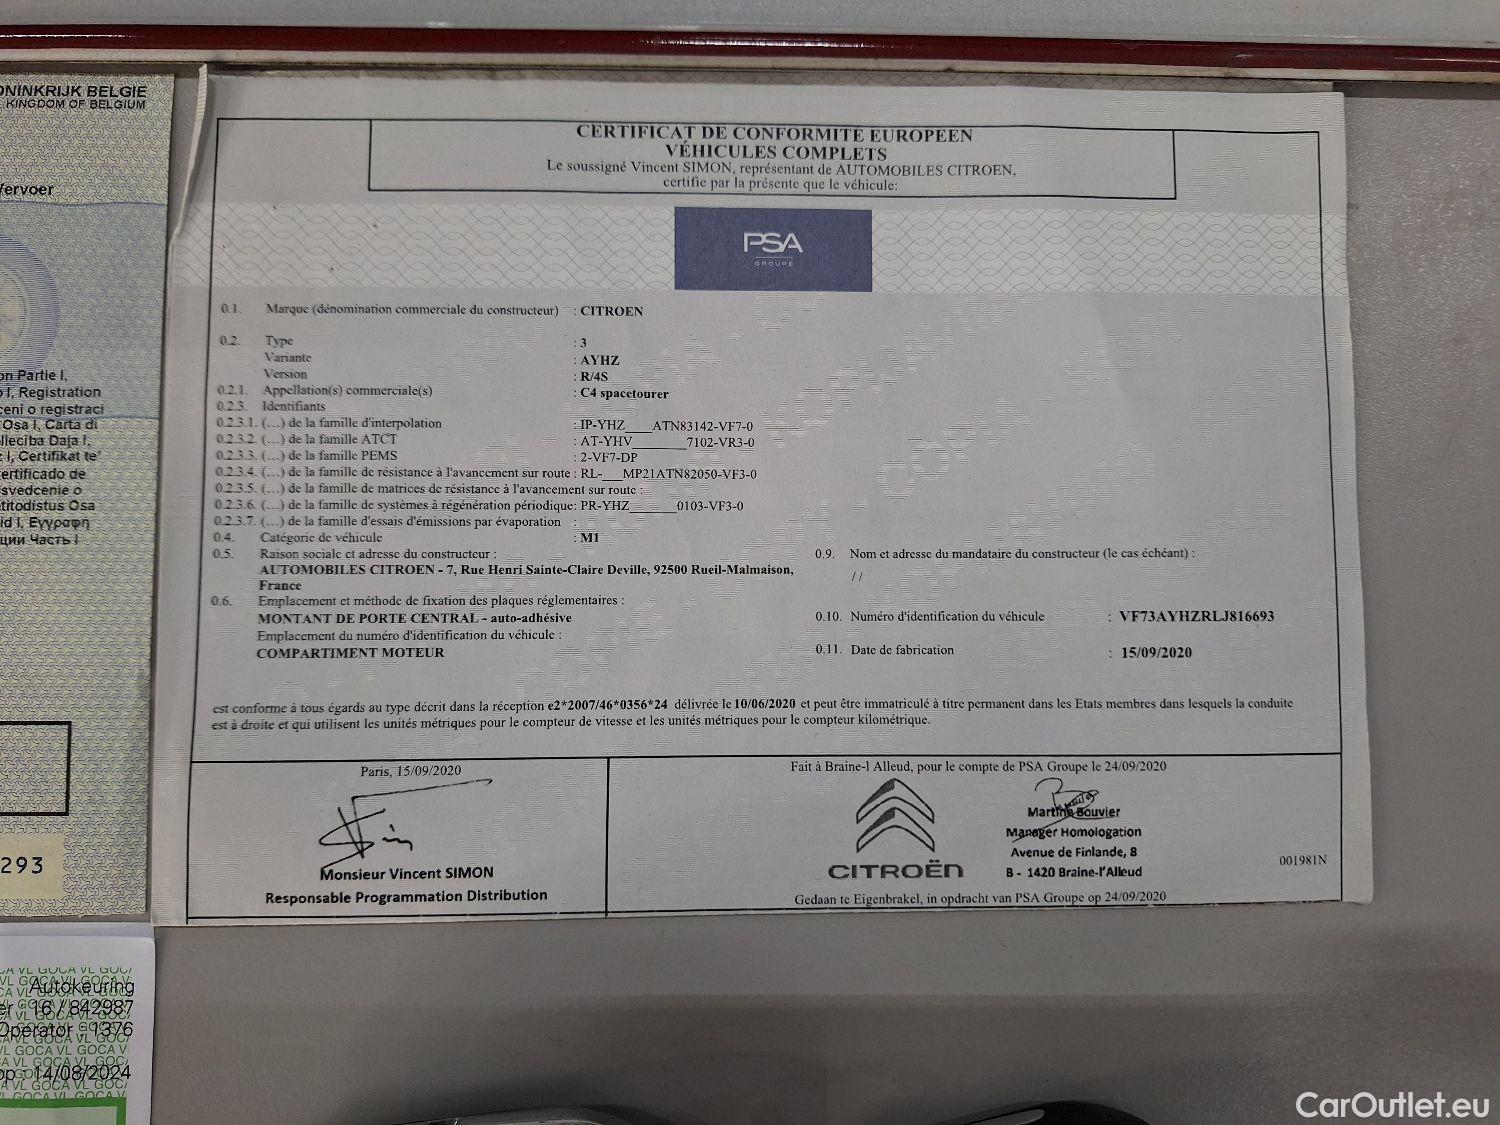 ONINKRIJK BELGIE
KINGDOM OF BELGIUM
Vervoer
on Partie I,
I, Registration
ceni o registraci
Osa I, Carta di
liecība Daļa I,
I, Certifikat te'
ertificado de
svedcenie o
titodistus Osa
id I, Εγγραφή
ции Часть I
293
CERTIFICAT DE CONFORMITÉ EUROPEEN
VÉHICULES COMPLETS
Le soussigné Vincent SIMON, représentant de AUTOMOBILES CITROEN,
certifie par la présente que le véhicule:
PSA
GROUPE
0.1. Marque (dénomination commerciale du constructeur) : CITROEN
0.2. Type : 3
Variante : AYHZ
Version : R/4S
0.2.1. Appellation(s) commerciale(s) : C4 spacetourer
0.2.3. Identifiants
0.2.3.1. (...) de la famille d'interpolation : IP-YHZ____ATN83142-VF7-0
0.2.3.2. (...) de la famille ATCT : AT-YHV________7102-VR3-0
0.2.3.3. (...) de la famille PEMS : 2-VF7-DP
0.2.3.4. (...) de la famille de résistance à l'avancement sur route : RL-___MP21ATN82050-VF3-0
0.2.3.5. (...) de la famille de matrices de résistance à l'avancement sur route :
0.2.3.6. (...) de la famille de systèmes à régénération périodique: PR-YHZ_______0103-VF3-0
0.2.3.7. (...) de la famille d'essais d'émissions par évaporation :
0.4. Catégorie de véhicule : M1
0.5. Raison sociale et adresse du constructeur :
AUTOMOBILES CITROEN - 7, Rue Henri Sainte-Claire Deville, 92500 Rueil-Malmaison,
France
0.6. Emplacement et méthode de fixation des plaques réglementaires :
MONTANT DE PORTE CENTRAL - auto-adhésive
Emplacement du numéro d'identification du véhicule :
COMPARTIMENT MOTEUR
0.9. Nom et adresse du mandataire du constructeur (le cas échéant) :
/ /
0.10. Numéro d'identification du véhicule : VF73AYHZRLJ816693
0.11. Date de fabrication : 15/09/2020
est conforme à tous égards au type décrit dans la réception e2*2007/46*0356*24 délivrée le 10/06/2020 et peut être immatriculé à titre permanent dans les Etats membres dans lesquels la conduite
est à droite et qui utilisent les unités métriques pour le compteur de vitesse et les unités métriques pour le compteur kilométrique.
Paris, 15/09/2020
Monsieur Vincent SIMON
Responsable Programmation Distribution
Fait à Braine-l Alleud, pour le compte de PSA Groupe le 24/09/2020
CITROËN
Martine Bouvier
Manager Homologation
Avenue de Finlande, 8
B - 1420 Braine-l'Alleud
001981N
Gedaan te Eigenbrakel, in opdracht van PSA Groupe op 24/09/2020
Autokeuring
er : 16 / 842987
Operator : 1376
op : 14/08/2024
CarOutlet.eu